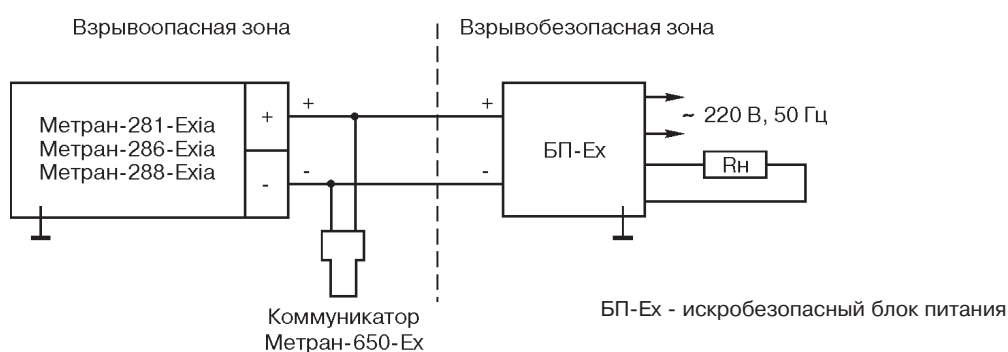 Взрывоопасная зона
Взрывобезопасная зона
Метран-281-Exia
Метран-286-Exia
Метран-288-Exia
+
-
+
-
+
-
БП-Ex
~ 220 В, 50 Гц
Rн
Коммуникатор
Метран-650-Ex
БП-Ex - искробезопасный блок питания